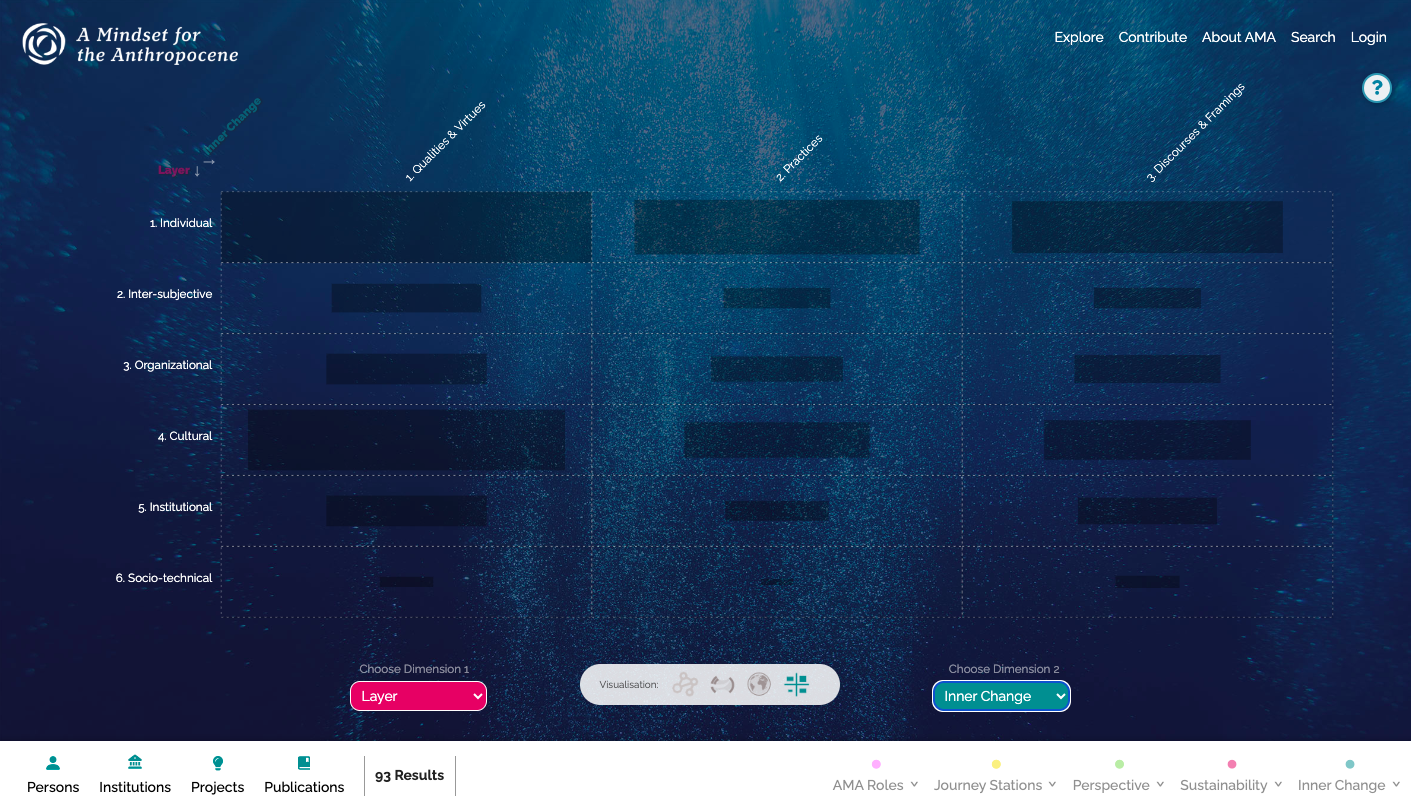 A Mindset for
the Anthropocene
Explore Contribute About AMA Search Login
?
Inner Change
Layer
1. Qualities & Virtues
2. Practices
3. Discourses & Framings
1. Individual
2. Inter-subjective
3. Organizational
4. Cultural
5. Institutional
6. Socio-technical
Choose Dimension 1
Layer
Visualisation:
Choose Dimension 2
Inner Change
Persons Institutions Projects Publications 93 Results
AMA Roles Journey Stations Perspective Sustainability Inner Change